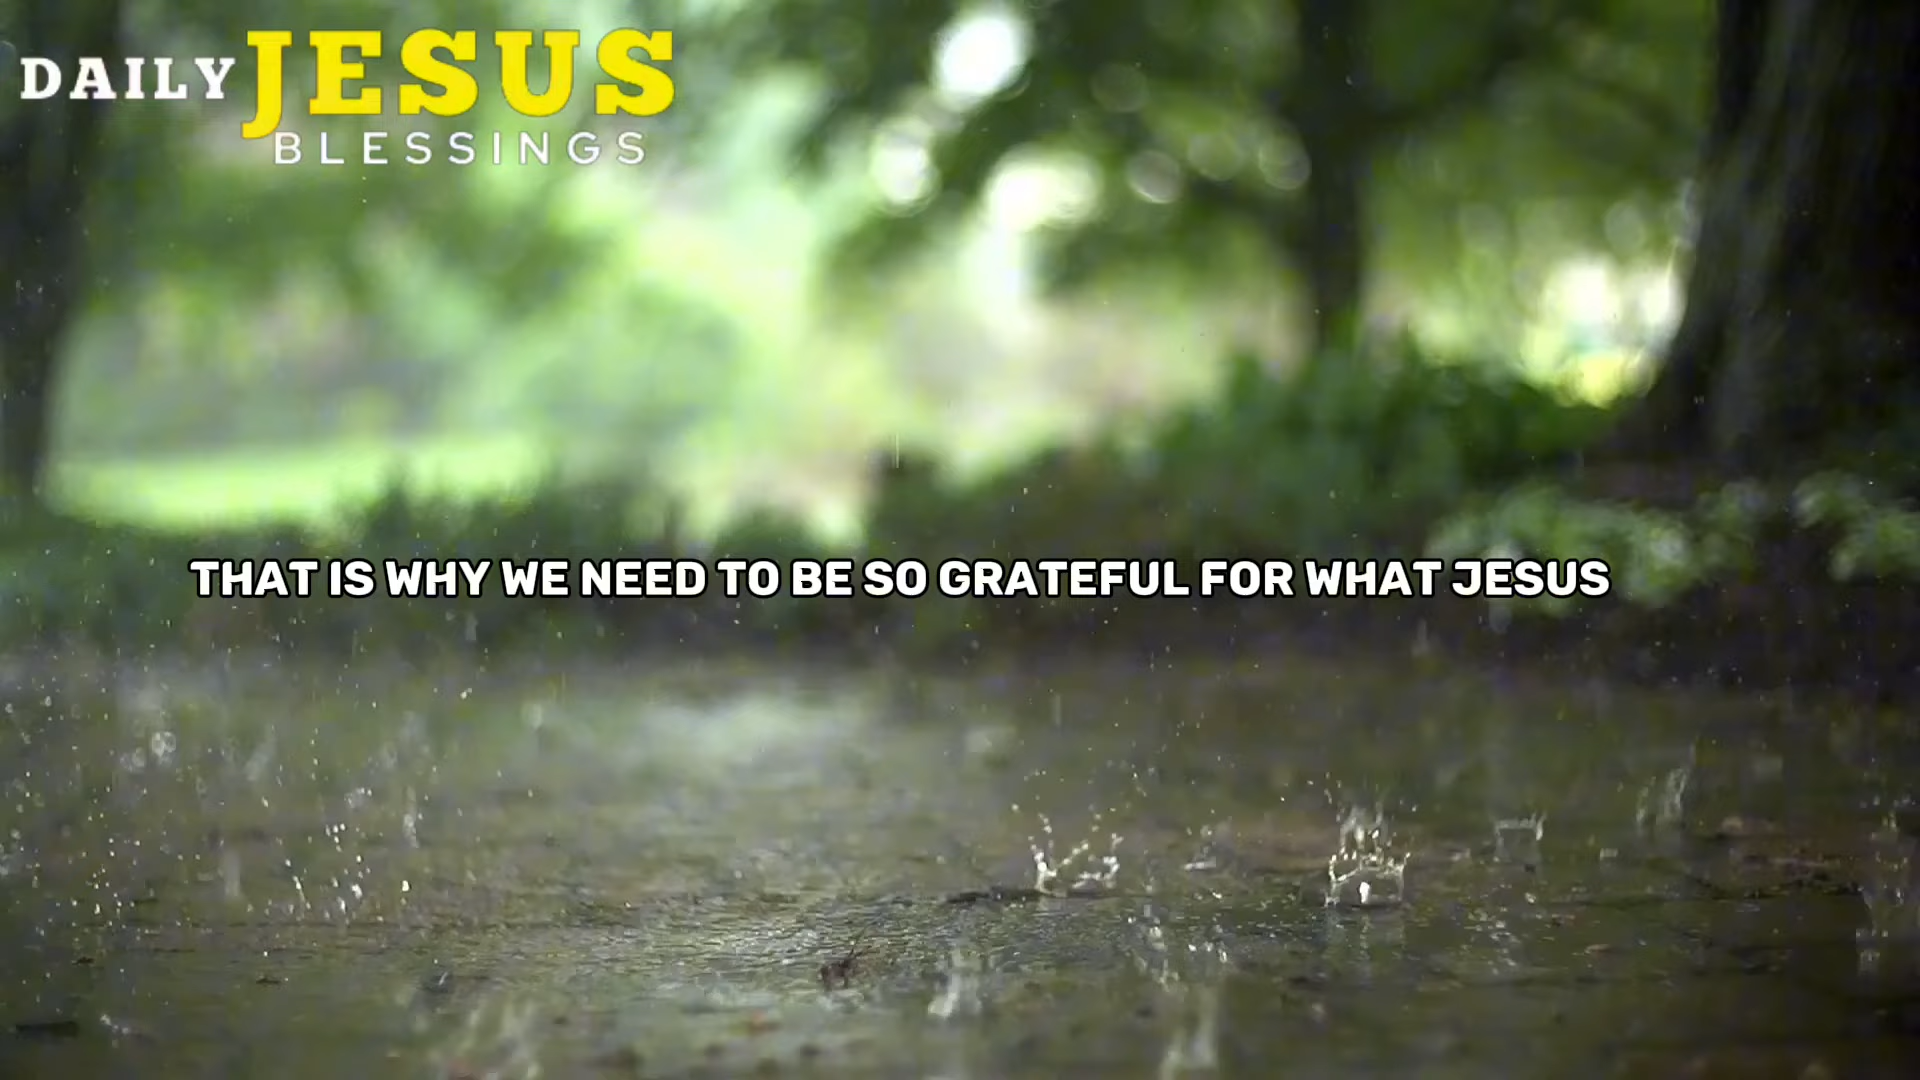 DAILY JESUS
BLESSINGS
THAT IS WHY WE NEED TO BE SO GRATEFUL FOR WHAT JESUS